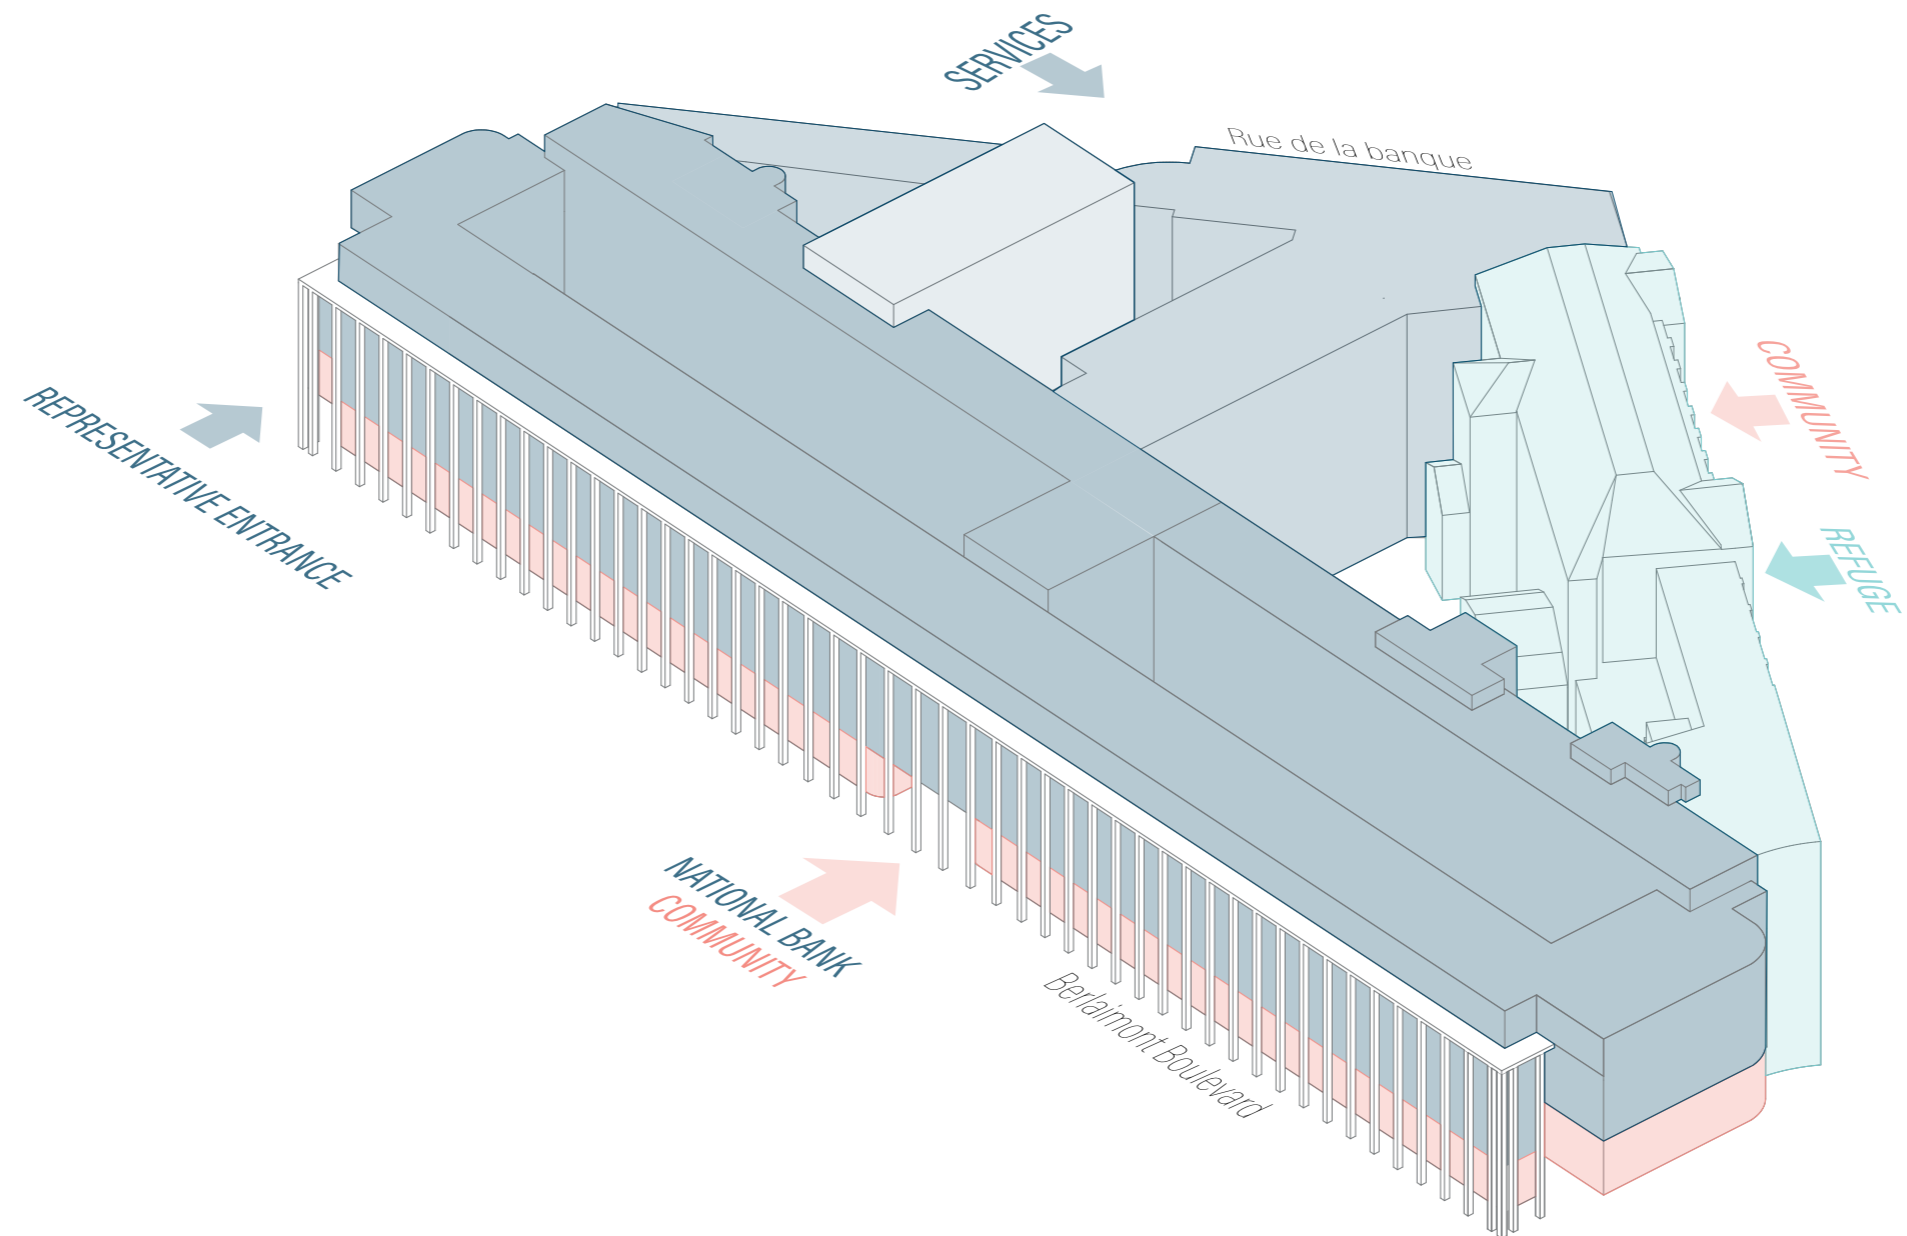 SERVICES
Rue de la banque
COMMUNITY
REPRESENTATIVE ENTRANCE
REFUGE
NATIONAL BANK
COMMUNITY
Berlaimont Boulevard